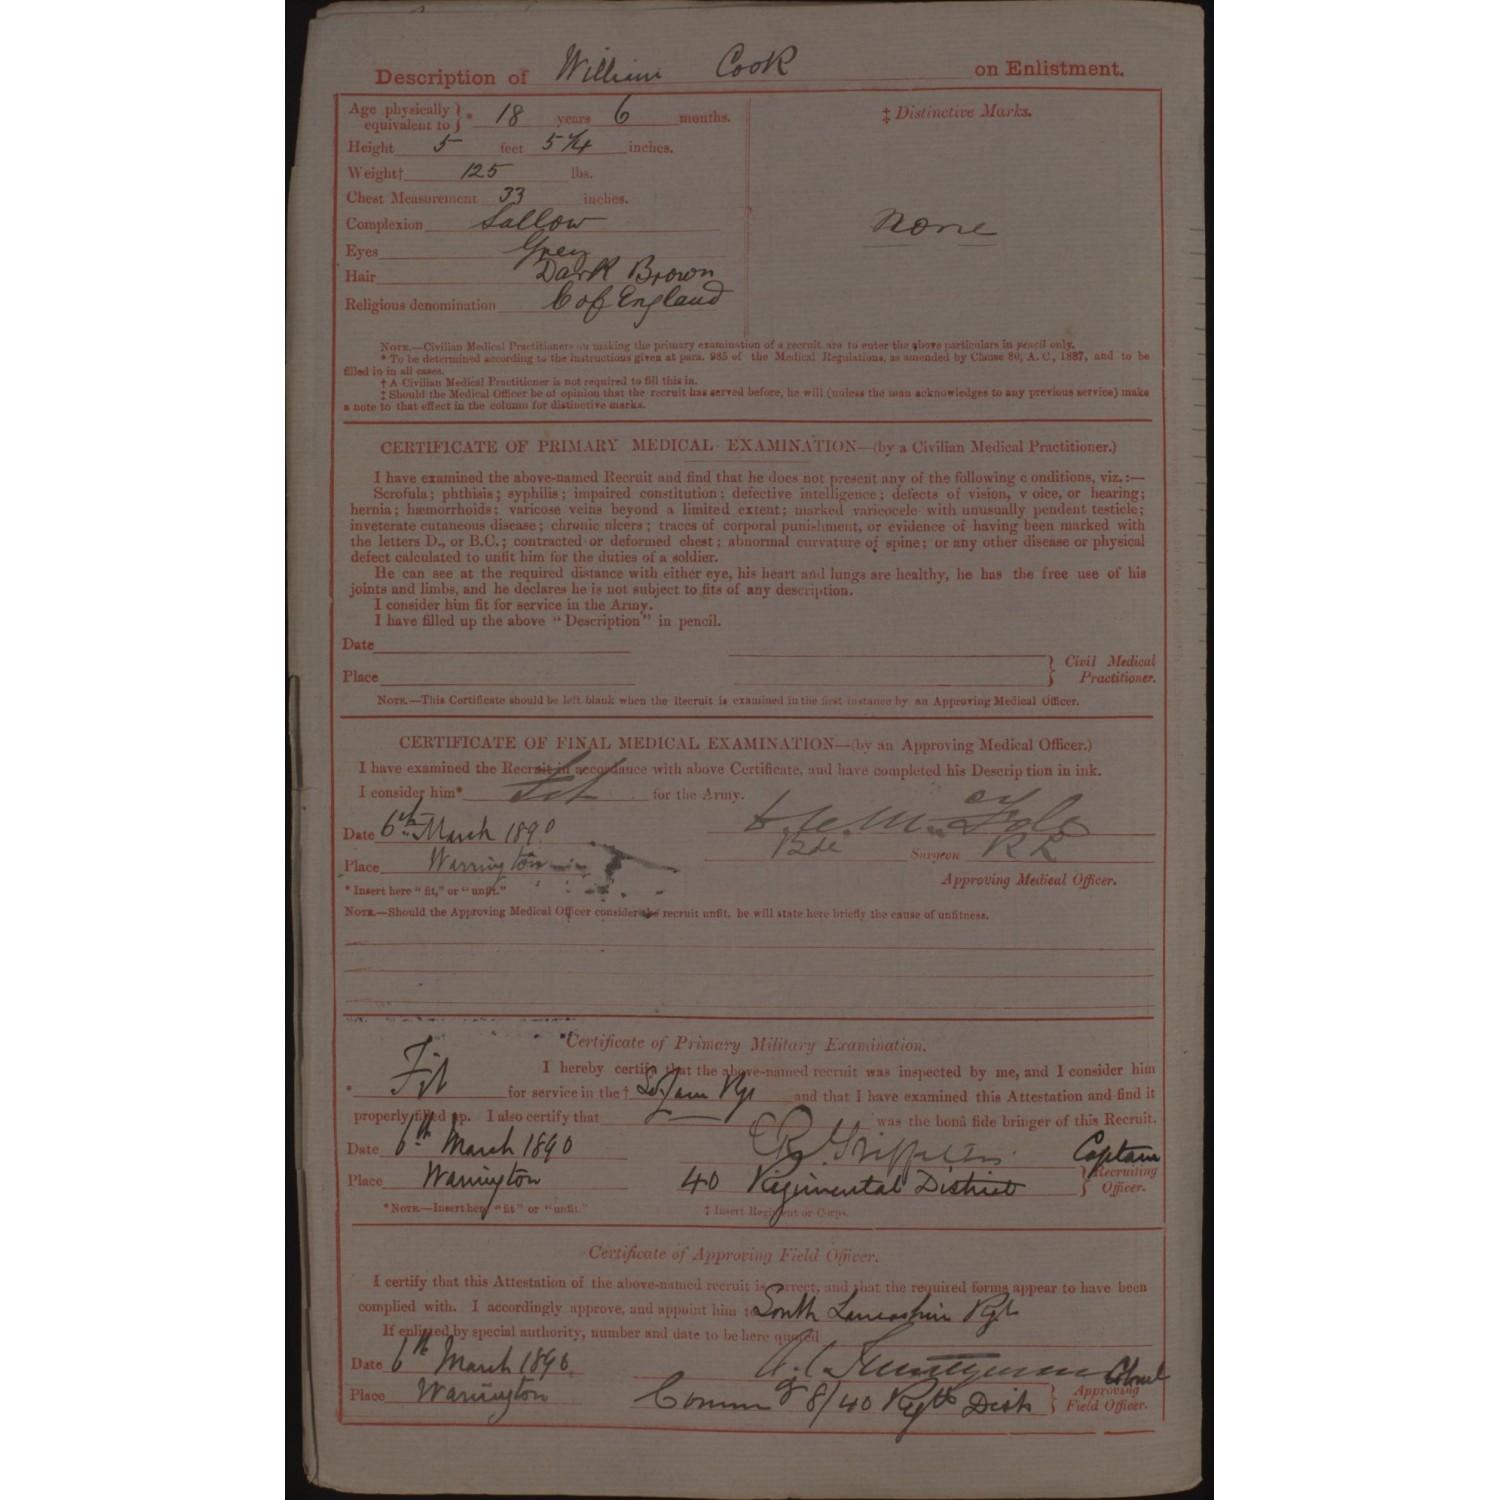 Description of William Cook on Enlistment.
Age physically equivalent to }* 18 years 6 months.
‡ Distinctive Marks.
Height 5 feet 5 1/4 inches.
Weight† 125 lbs.
Chest Measurement 33 inches.
Complexion Sallow
None
Eyes Grey
Hair Dark Brown
Religious denomination C of England
NOTE.—Civilian Medical Practitioners on making the primary examination of a recruit are to enter the above particulars in pencil only.
* To be determined according to the instructions given at para. 985 of the Medical Regulations, as amended by Clause 80, A. C., 1887, and to be
filled in in all cases.
† A Civilian Medical Practitioner is not required to fill this in.
‡ Should the Medical Officer be of opinion that the recruit has served before, he will (unless the man acknowledges to any previous service) make
a note to that effect in the column for distinctive marks.
CERTIFICATE OF PRIMARY MEDICAL EXAMINATION—(by a Civilian Medical Practitioner.)
I have examined the above-named Recruit and find that he does not present any of the following conditions, viz.:—
Scrofula; phthisis; syphilis; impaired constitution; defective intelligence; defects of vision, voice, or hearing;
hernia; hæmorrhoids; varicose veins beyond a limited extent; marked varicocele with unusually pendent testicle;
inveterate cutaneous disease; chronic ulcers; traces of corporal punishment, or evidence of having been marked with
the letters D., or B.C.; contracted or deformed chest; abnormal curvature of spine; or any other disease or physical
defect calculated to unfit him for the duties of a soldier.
He can see at the required distance with either eye, his heart and lungs are healthy, he has the free use of his
joints and limbs, and he declares he is not subject to fits of any description.
I consider him fit for service in the Army.
I have filled up the above "Description" in pencil.
Date
Place
} Civil Medical Practitioner.
NOTE.—This Certificate should be left blank when the Recruit is examined in the first instance by an Approving Medical Officer.
CERTIFICATE OF FINAL MEDICAL EXAMINATION—(by an Approving Medical Officer.)
I have examined the Recruit in accordance with above Certificate, and have completed his Description in ink.
I consider him* Fit for the Army.
Date 6th March 1890
Place Warrington
Surgeon
Approving Medical Officer.
* Insert here "fit," or "unfit."
NOTE.—Should the Approving Medical Officer consider the recruit unfit, he will state here briefly the cause of unfitness.
*Certificate of Primary Military Examination.
I hereby certify that the above-named recruit was inspected by me, and I consider him
* Fit for service in the † So. Lan Rgt and that I have examined this Attestation and find it
properly filled up. I also certify that was the bonâ fide bringer of this Recruit.
Date 6th March 1890 Griffiths Captain
Place Warrington 40 Regimental District } Recruiting Officer.
*NOTE.—Insert here "fit" or "unfit."
† Insert Regiment or Corps.
Certificate of Approving Field Officer.
I certify that this Attestation of the above-named recruit is correct, and that the required forms appear to have been
complied with. I accordingly approve, and appoint him to South Lancashire Rgt
If enlisted by special authority, number and date to be here quoted
Date 6th March 1890 Colonel
Place Warrington Commdg 8/40 Regtl Dist } Approving Field Officer.